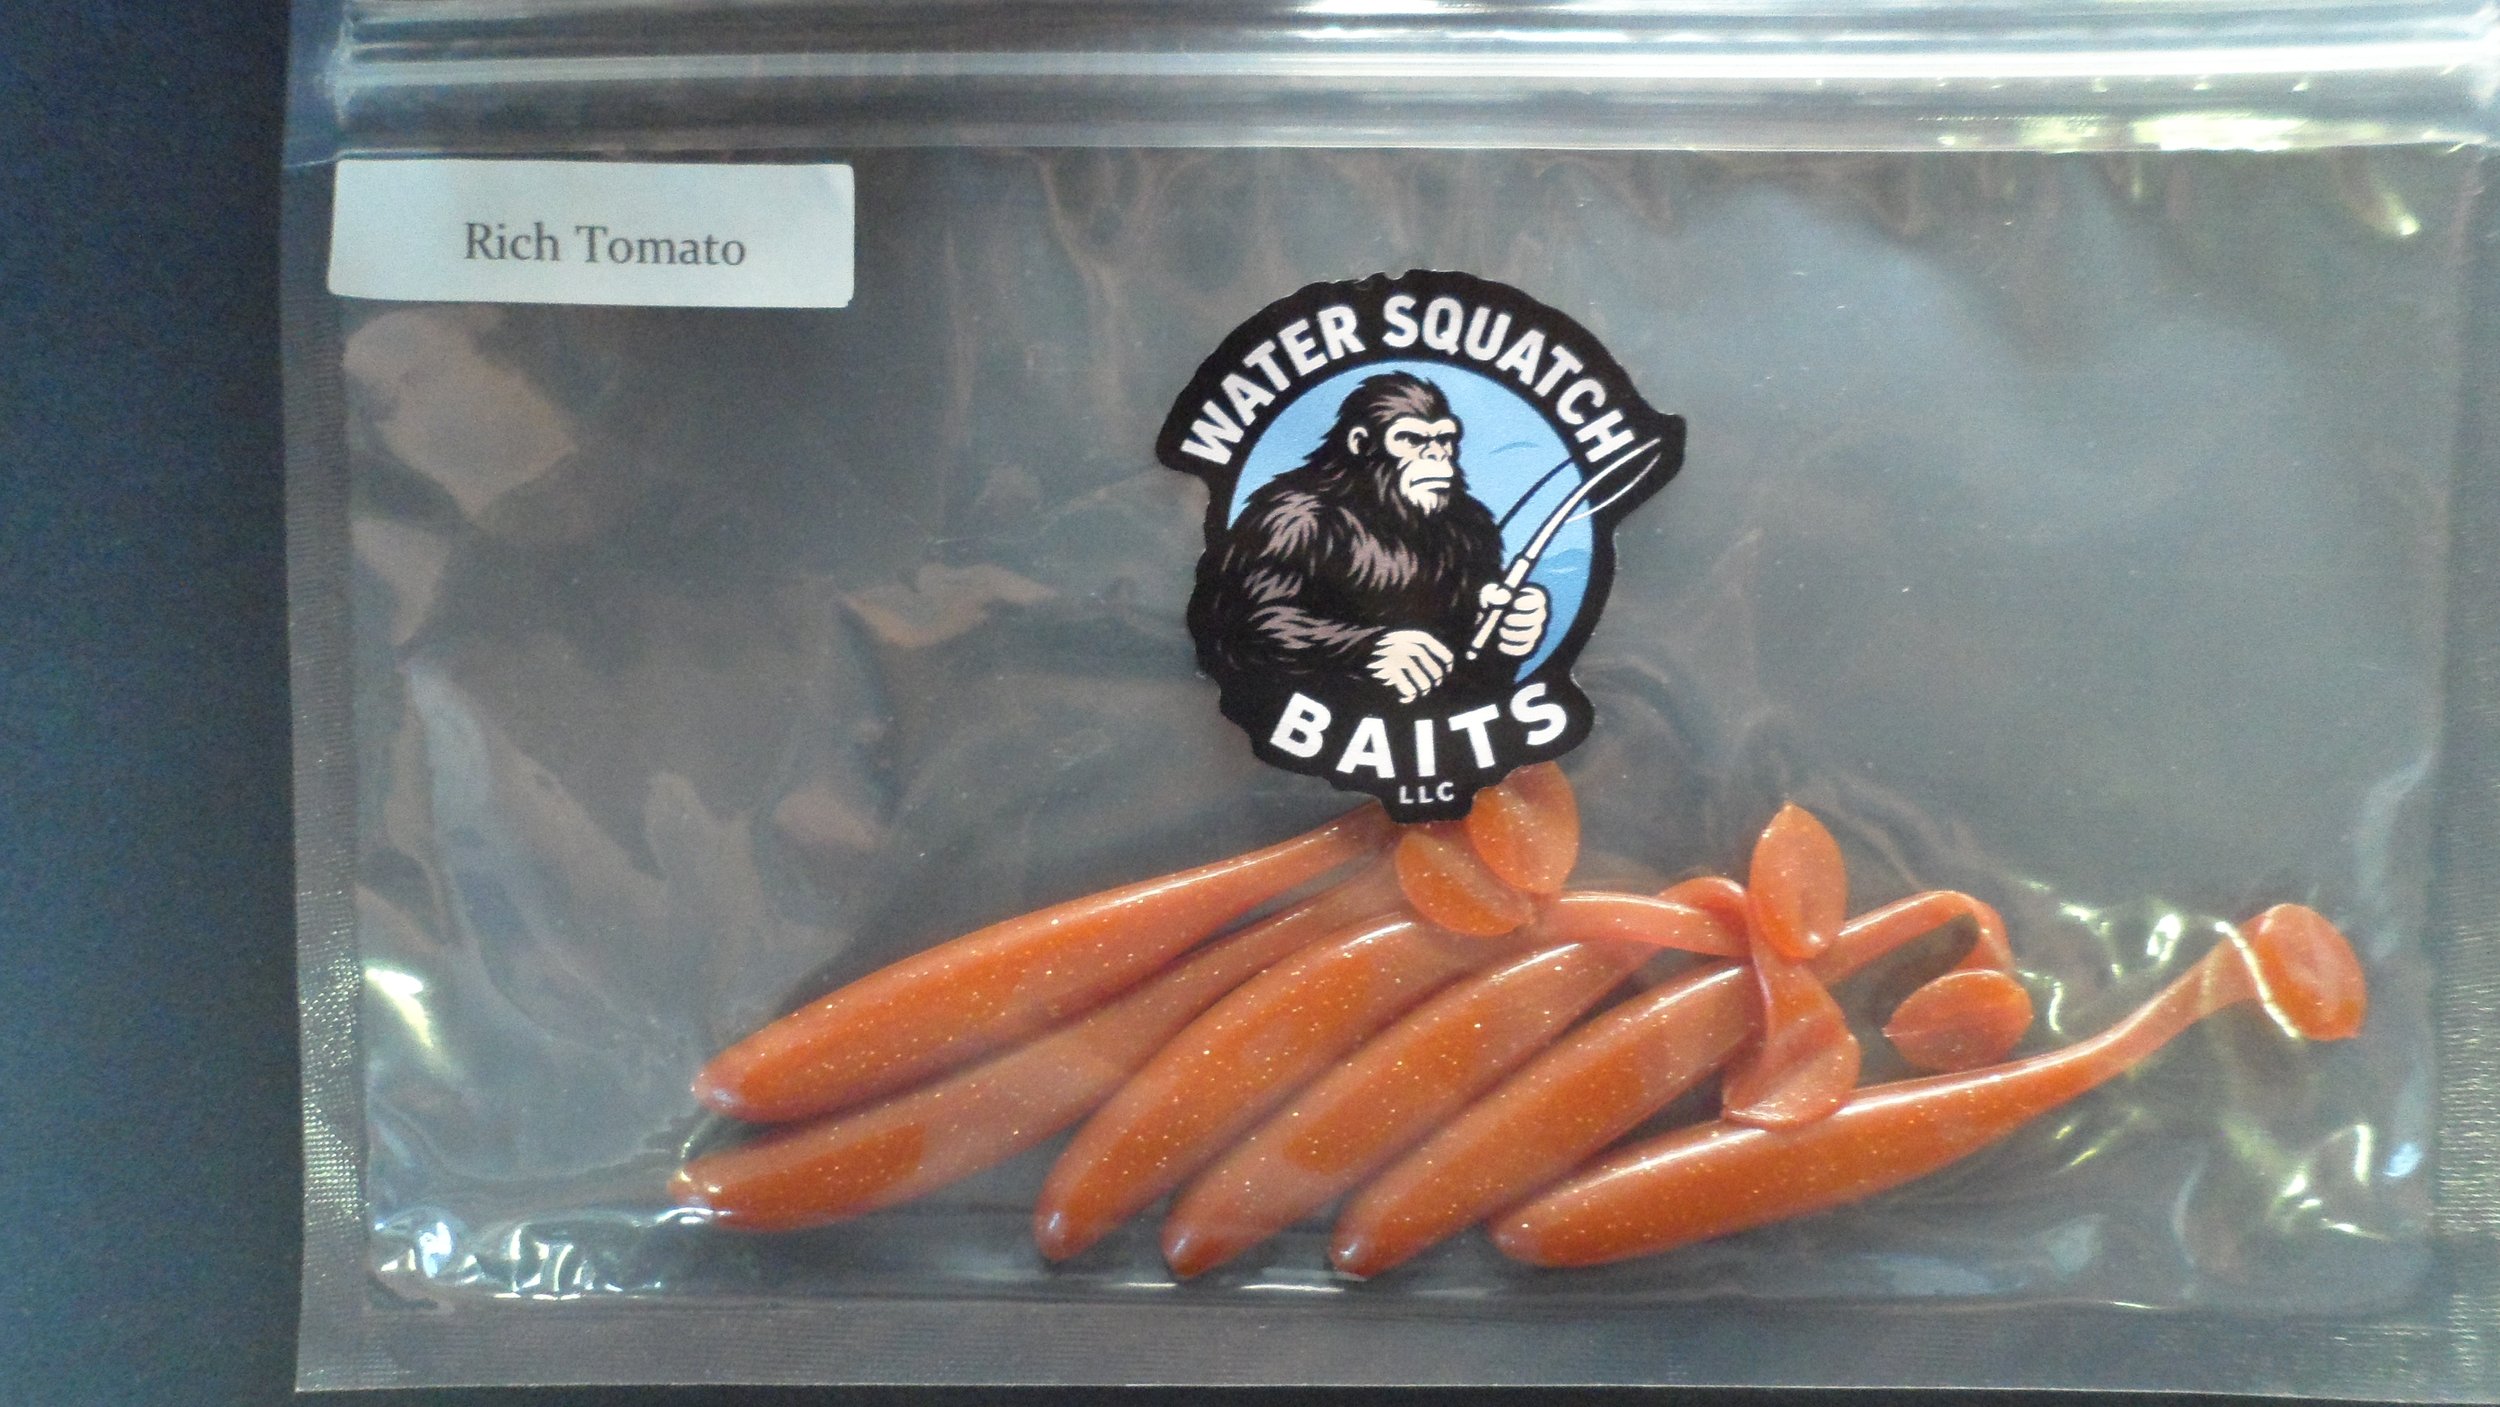 Rich Tomato
WATER SQUATCH
BAITS
LLC